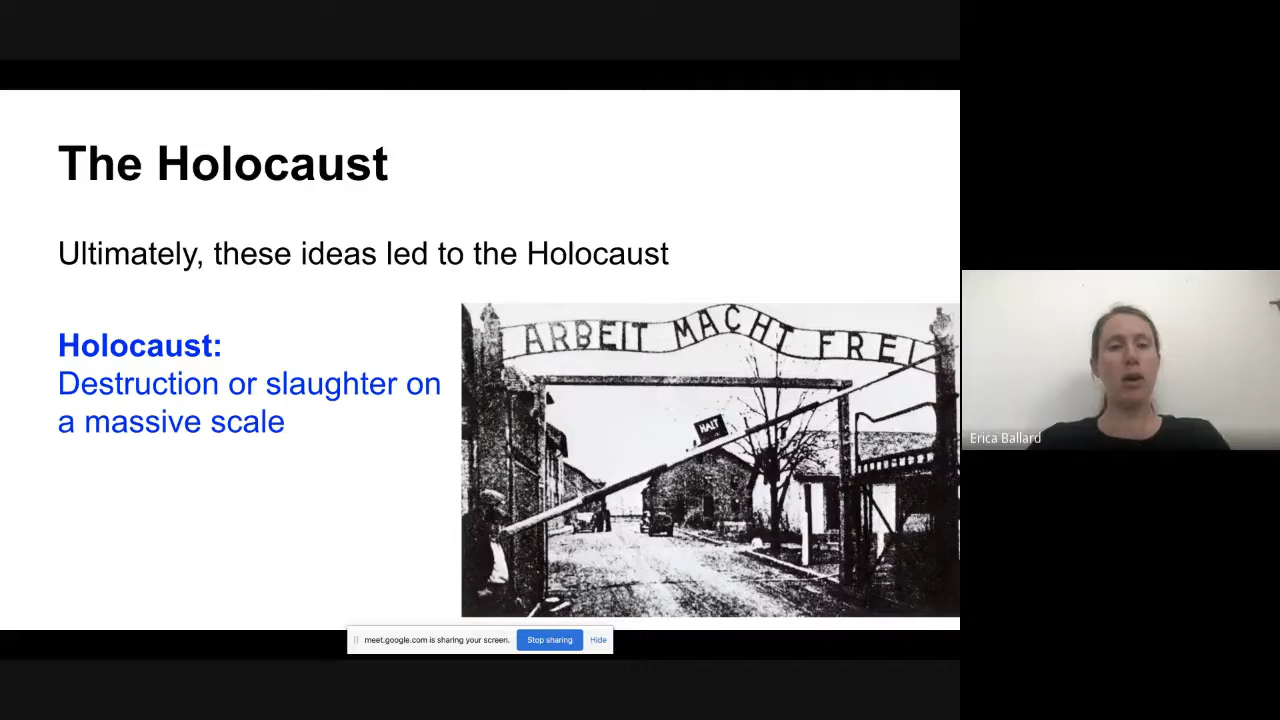 The Holocaust
Ultimately, these ideas led to the Holocaust
Holocaust:
Destruction or slaughter on
a massive scale
ARBEIT MACHT FREI
HALT
Erica Ballard
meet.google.com is sharing your screen.
Stop sharing
Hide